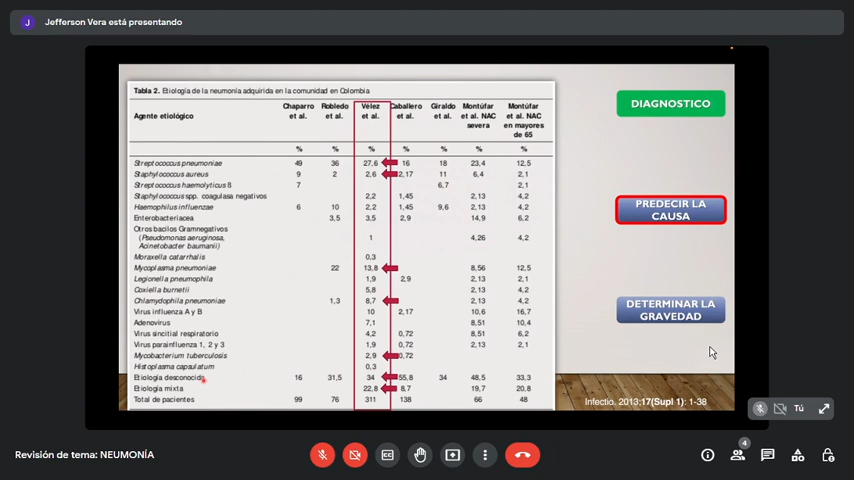 J Jefferson Vera está presentando
Tabla 2. Etiología de la neumonía adquirida en la comunidad en Colombia
Agente etiológico Chaparro et al. Robledo et al. Vélez et al. Caballero et al. Giraldo et al. Montúfar et al. NAC severa Montúfar et al. NAC en mayores de 65
% % % % % % %
Streptococcus pneumoniae 49 36 27,6 16 18 23,4 12,5
Staphylococcus aureus 9 2 2,6 2,17 11 6,4 2,1
Streptococcus haemolyticus B 7 6,7 2,1
Staphylococcus spp. coagulasa negativos 2,2 1,45 2,13 4,2
Haemophilus influenzae 6 10 2,2 1,45 9,6 2,13 4,2
Enterobacteriacea 3,5 3,5 2,9 14,9 6,2
Otros bacilos Gramnegativos
(Pseudomonas aeruginosa, 1 4,26 4,2
Acinetobacter baumanii)
Moraxella catarrhalis 0,3
Mycoplasma pneumoniae 22 13,8 8,56 12,5
Legionella pneumophila 1,9 2,9 2,13 2,1
Coxiella burnetii 5,8 2,13 4,2
Chlamydophila pneumoniae 1,3 8,7 2,13 4,2
Virus influenza A y B 10 2,17 10,6 16,7
Adenovirus 7,1 8,51 10,4
Virus sincitial respiratorio 4,2 0,72 8,51 6,2
Virus parainfluenza 1, 2 y 3 1,9 0,72 2,13 2,1
Mycobacterium tuberculosis 2,9 0,72
Histoplasma capsulatum 0,3
Etiología desconocida 16 31,5 34 55,8 34 48,5 33,3
Etiología mixta 22,8 8,7 19,7 20,8
Total de pacientes 99 76 311 138 66 48
DIAGNOSTICO
PREDECIR LA
CAUSA
DETERMINAR LA
GRAVEDAD
Infectio. 2013;17(Supl 1): 1-38
Tú
Revisión de tema: NEUMONÍA
CC
4